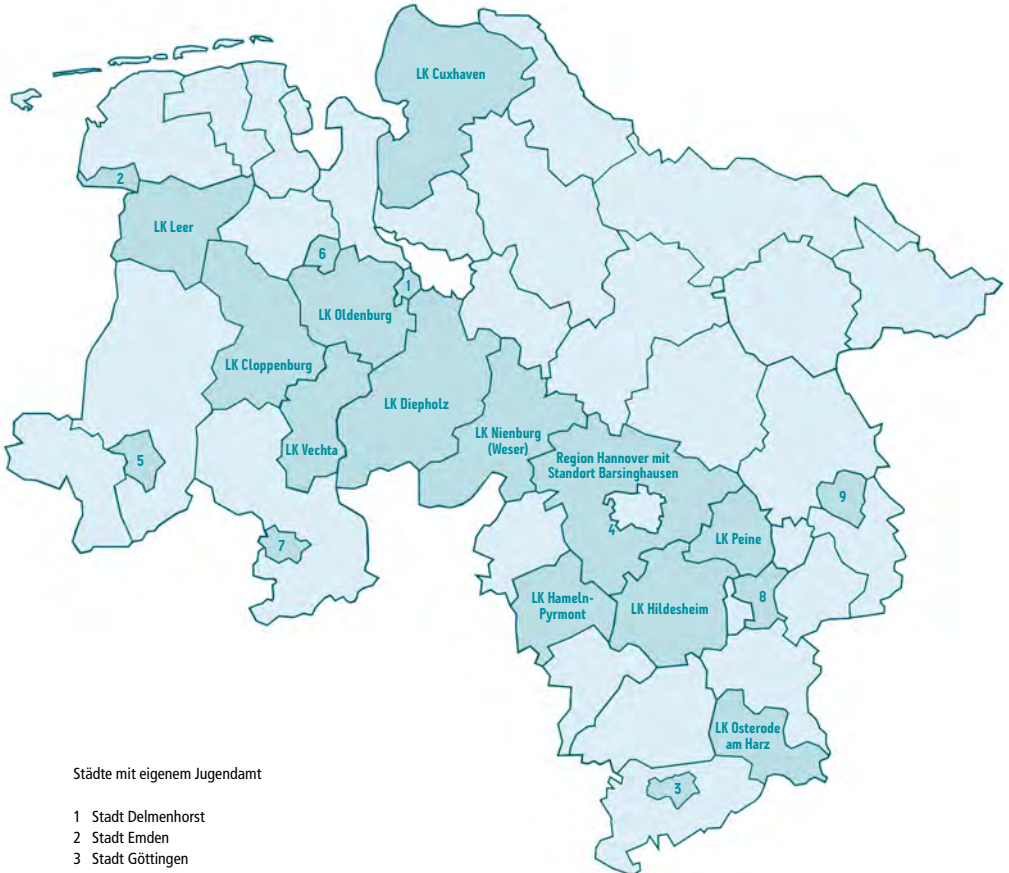 LK Cuxhaven
2
LK Leer
6
1
LK Oldenburg
LK Cloppenburg
LK Diepholz
LK Vechta
LK Nienburg
(Weser)
5
Region Hannover mit
Standort Barsinghausen
9
4
LK Peine
7
LK Hameln-
Pyrmont
LK Hildesheim
8
LK Osterode
am Harz
3
Städte mit eigenem Jugendamt
1 Stadt Delmenhorst
2 Stadt Emden
3 Stadt Göttingen